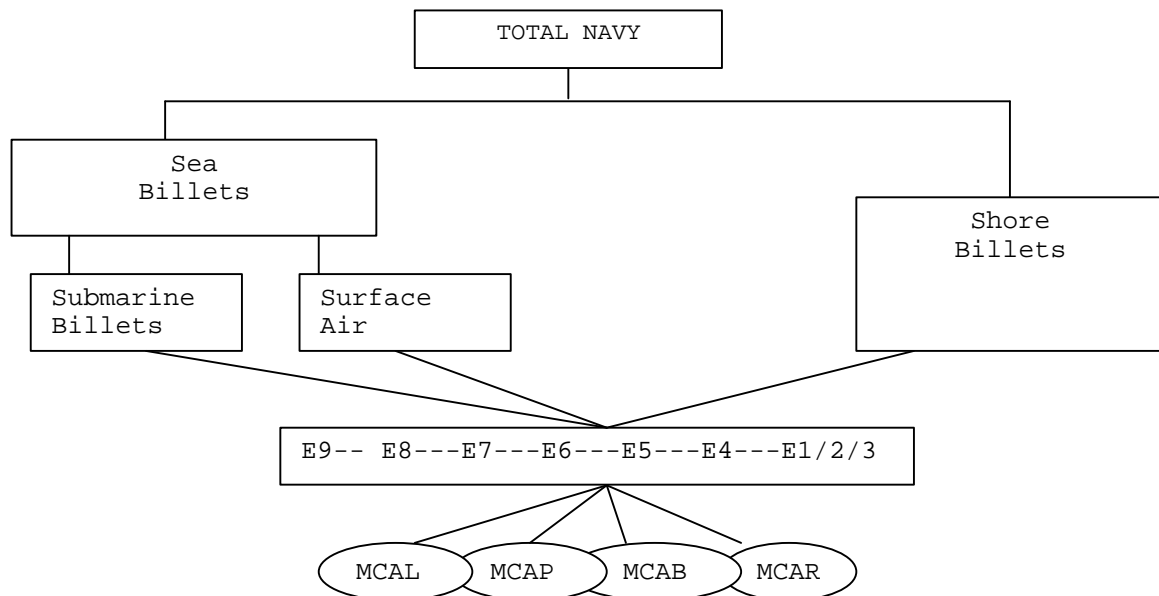 TOTAL NAVY
Sea
Billets
Shore
Billets
Submarine
Billets
Surface
Air
E9-- E8---E7---E6---E5---E4---E1/2/3
MCAL
MCAP
MCAB
MCAR